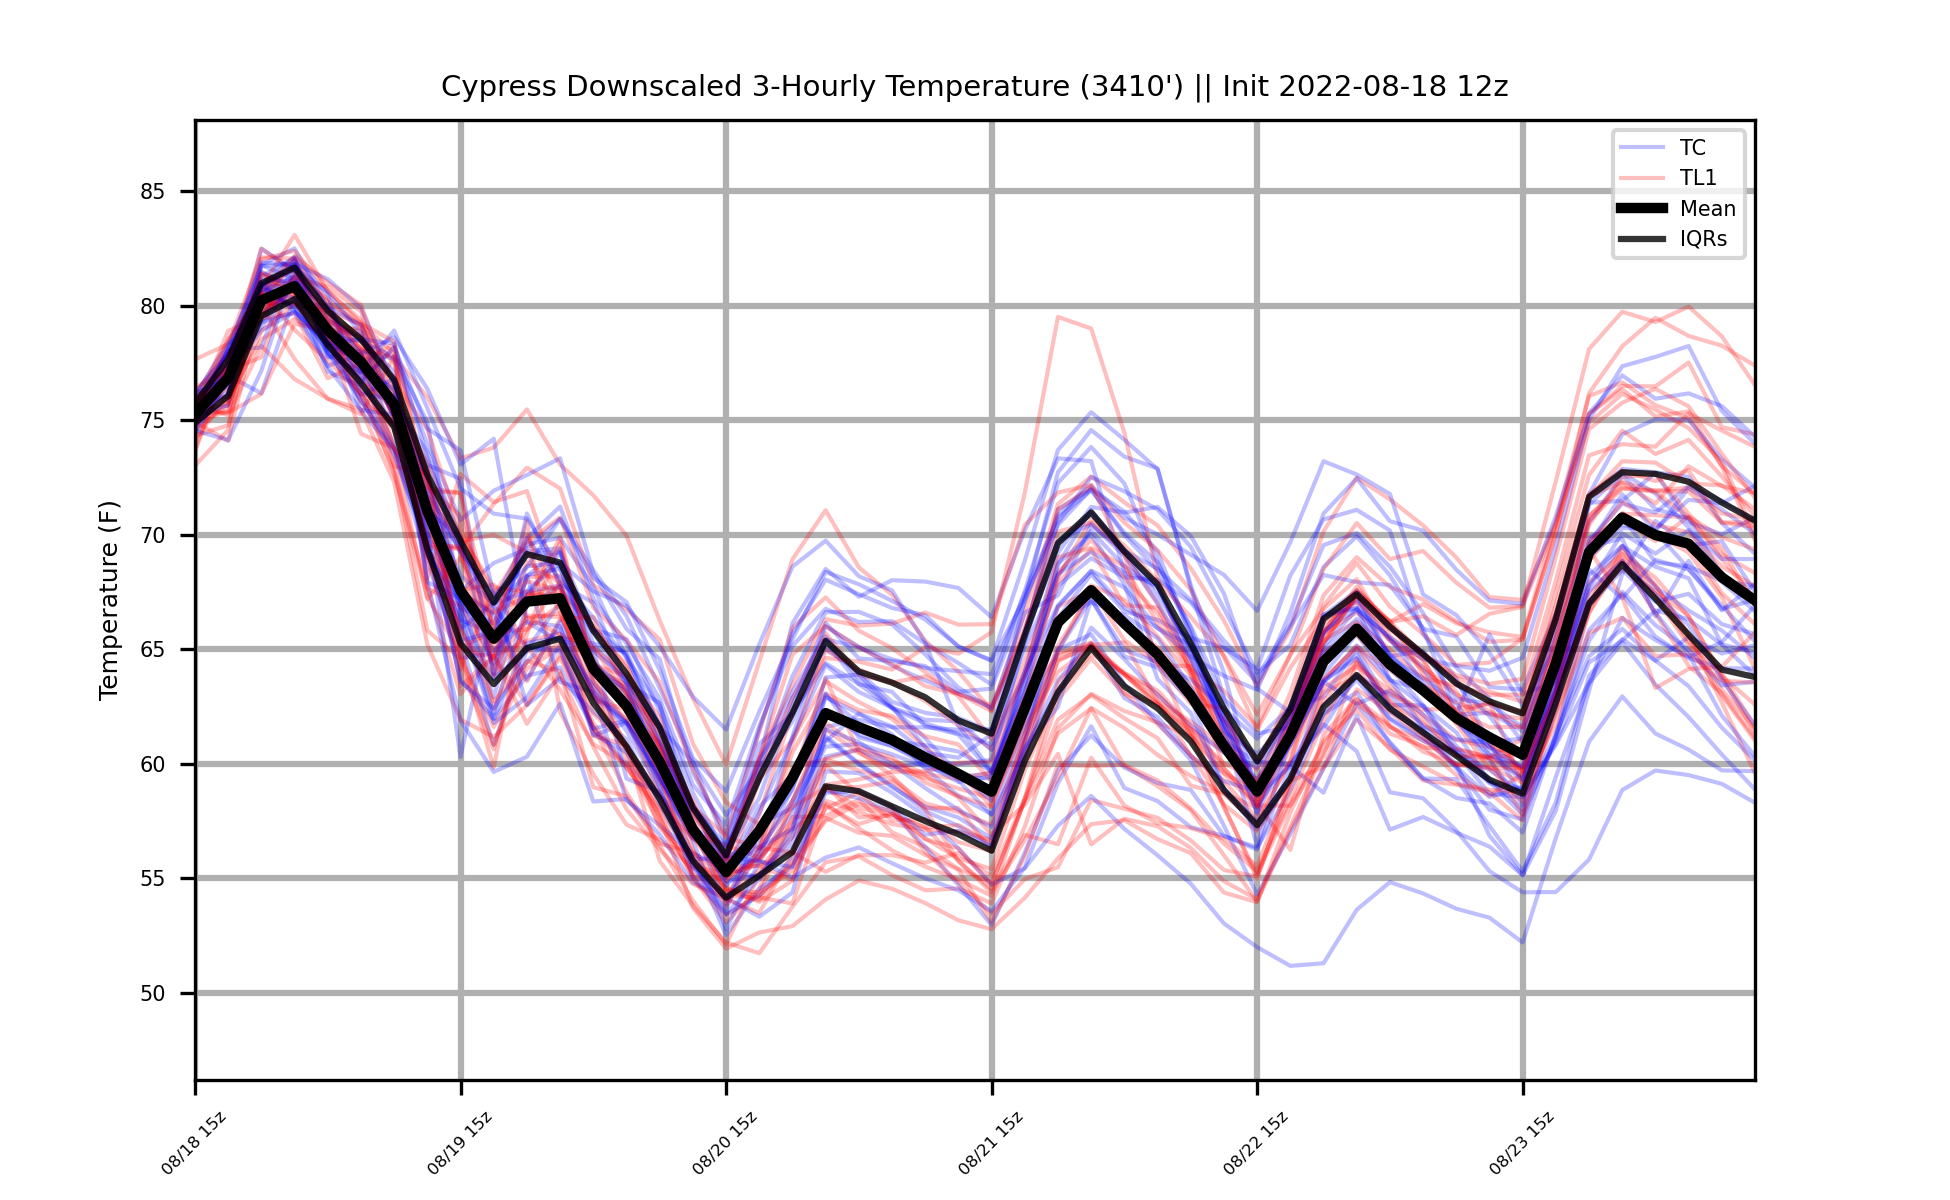 Cypress Downscaled 3-Hourly Temperature (3410') || Init 2022-08-18 12z
TC
TL1
Mean
IQRs
Temperature (F)
85
80
75
70
65
60
55
50
08/18 15z
08/19 15z
08/20 15z
08/21 15z
08/22 15z
08/23 15z